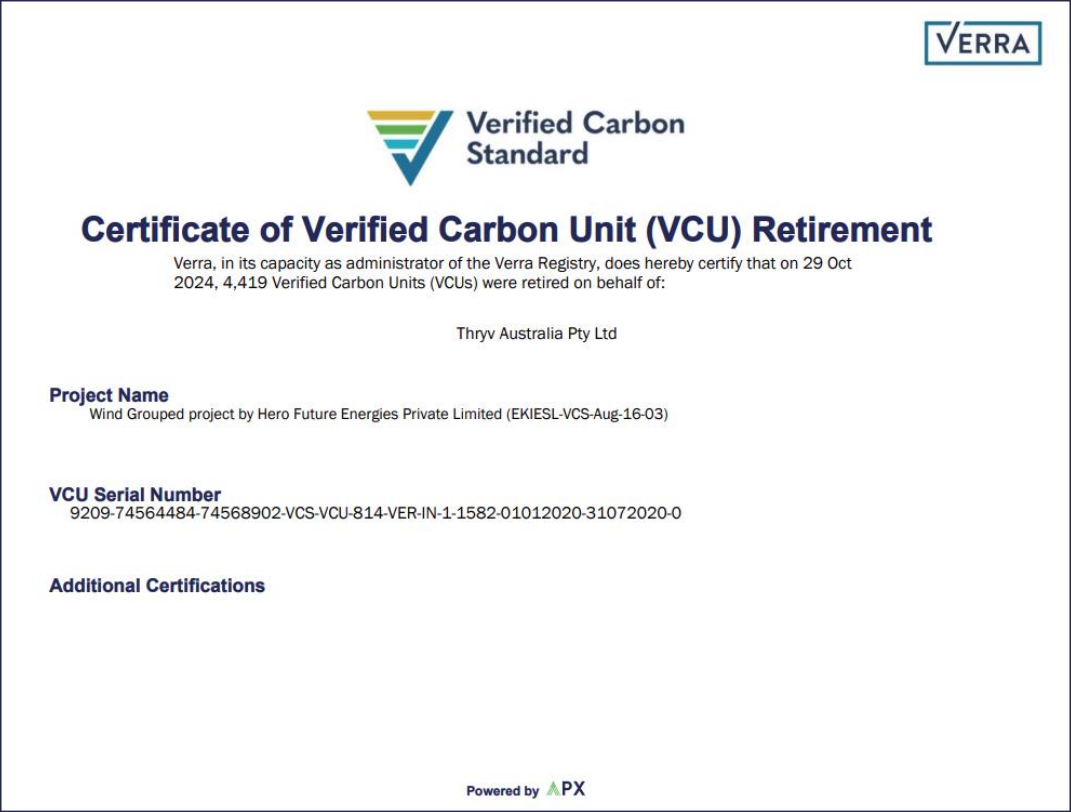 VERRA
Verified Carbon
Standard
Certificate of Verified Carbon Unit (VCU) Retirement
Verra, in its capacity as administrator of the Verra Registry, does hereby certify that on 29 Oct
2024, 4,419 Verified Carbon Units (VCUs) were retired on behalf of:
Thryv Australia Pty Ltd
Project Name
Wind Grouped project by Hero Future Energies Private Limited (EKIESL-VCS-Aug-16-03)
VCU Serial Number
9209-74564484-74568902-VCS-VCU-814-VER-IN-1-1582-01012020-31072020-0
Additional Certifications
Powered by APX